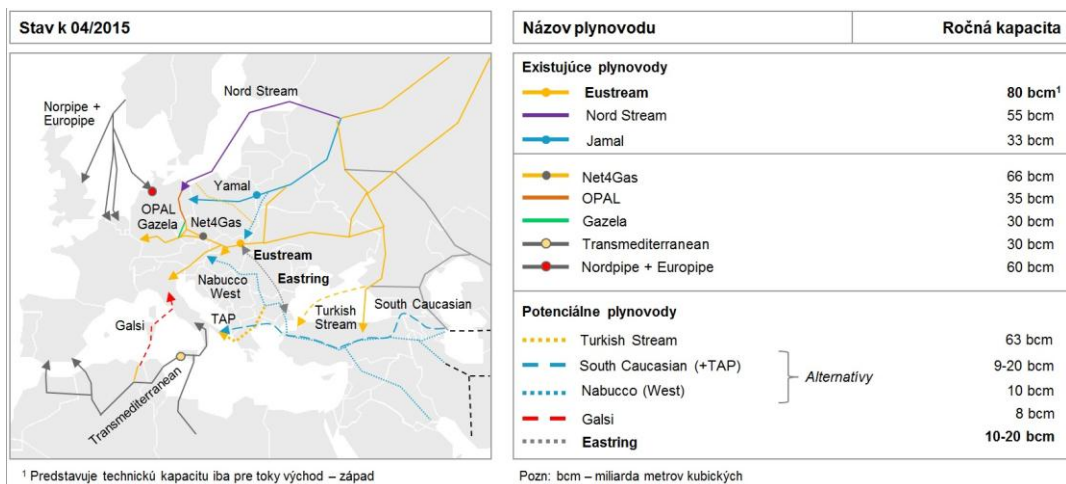 Stav k 04/2015
Norpipe +
Europipe
Nord Stream
Yamal
OPAL
Gazela
Net4Gas
Eustream
Eastring
Nabucco
West
South Caucasian
Turkish
Stream
TAP
Galsi
Transmediterranean
¹ Predstavuje technickú kapacitu iba pre toky východ – západ
Názov plynovodu Ročná kapacita
Existujúce plynovody
Eustream 80 bcm¹
Nord Stream 55 bcm
Jamal 33 bcm
Net4Gas 66 bcm
OPAL 35 bcm
Gazela 30 bcm
Transmediterranean 30 bcm
Nordpipe + Europipe 60 bcm
Potenciálne plynovody
Turkish Stream 63 bcm
South Caucasian (+TAP) 9-20 bcm
Alternatívy
Nabucco (West) 10 bcm
Galsi 8 bcm
Eastring 10-20 bcm
Pozn: bcm – miliarda metrov kubických